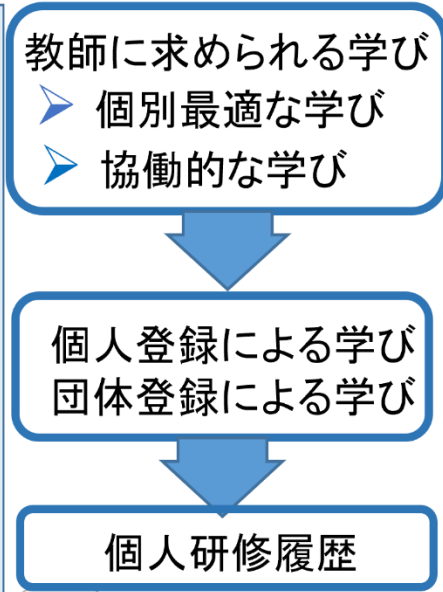 教師に求められる学び
個別最適な学び
協働的な学び
個人登録による学び
団体登録による学び
個人研修履歴